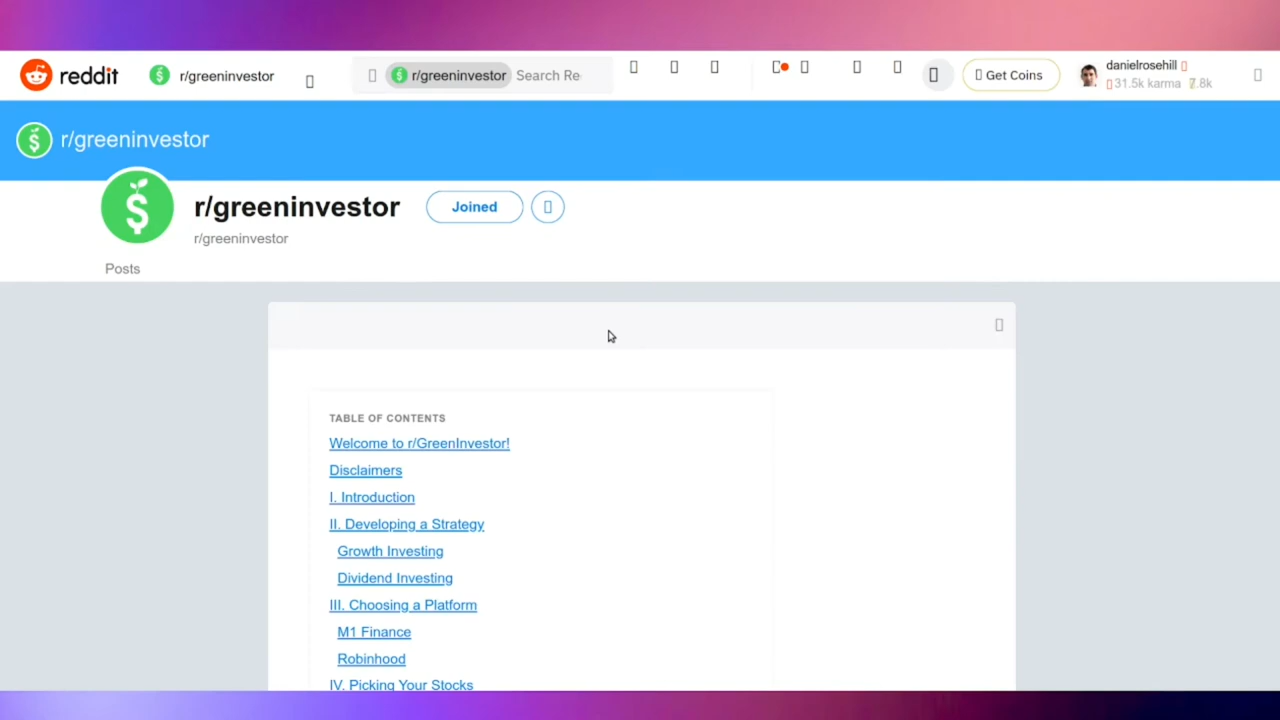 reddit r/greeninvestor r/greeninvestor Search Re Get Coins danielrosehill
31.5k karma 7.8k
r/greeninvestor
r/greeninvestor Joined
r/greeninvestor
Posts
TABLE OF CONTENTS
Welcome to r/GreenInvestor!
Disclaimers
I. Introduction
II. Developing a Strategy
Growth Investing
Dividend Investing
III. Choosing a Platform
M1 Finance
Robinhood
IV. Picking Your Stocks